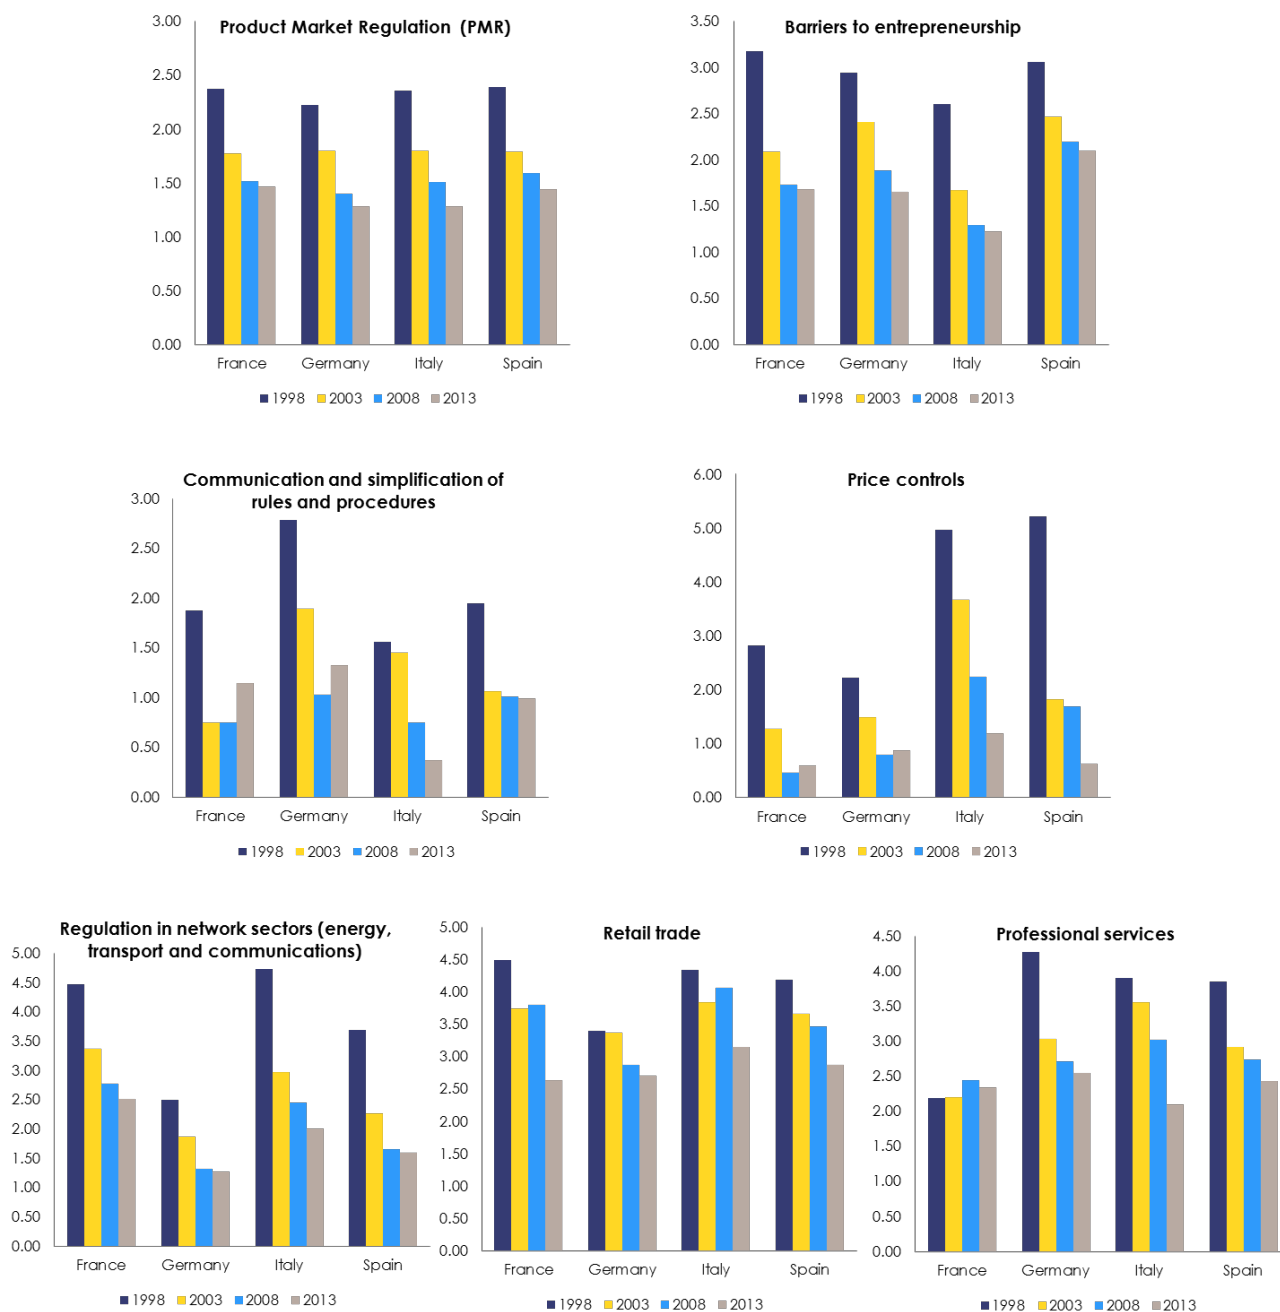 Product Market Regulation (PMR)
3.00
2.50
2.00
1.50
1.00
0.50
0.00
France Germany Italy Spain
1998 2003 2008 2013
Barriers to entrepreneurship
3.50
3.00
2.50
2.00
1.50
1.00
0.50
0.00
France Germany Italy Spain
1998 2003 2008 2013
Communication and simplification of
rules and procedures
3.00
2.50
2.00
1.50
1.00
0.50
0.00
France Germany Italy Spain
1998 2003 2008 2013
Price controls
6.00
5.00
4.00
3.00
2.00
1.00
0.00
France Germany Italy Spain
1998 2003 2008 2013
Regulation in network sectors (energy,
transport and communications)
5.00
4.50
4.00
3.50
3.00
2.50
2.00
1.50
1.00
0.50
0.00
France Germany Italy Spain
1998 2003 2008 2013
Retail trade
5.00
4.50
4.00
3.50
3.00
2.50
2.00
1.50
1.00
0.50
0.00
France Germany Italy Spain
1998 2003 2008 2013
Professional services
4.50
4.00
3.50
3.00
2.50
2.00
1.50
1.00
0.50
0.00
France Germany Italy Spain
1998 2003 2008 2013